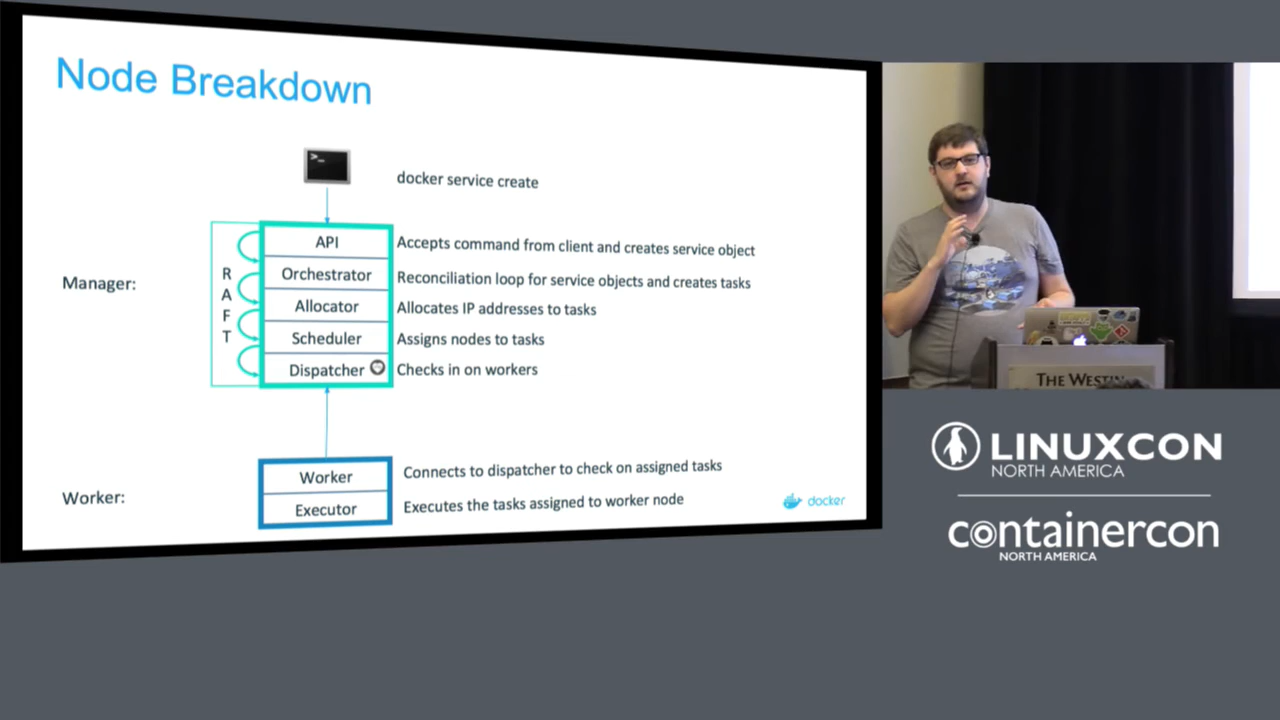 Node Breakdown
>_
docker service create
Manager:
R
A
F
T
API
Accepts command from client and creates service object
Orchestrator
Reconciliation loop for service objects and creates tasks
Allocator
Allocates IP addresses to tasks
Scheduler
Assigns nodes to tasks
Dispatcher
Checks in on workers
Worker:
Worker
Connects to dispatcher to check on assigned tasks
Executor
Executes the tasks assigned to worker node
docker
THE WESTIN
LINUXCON
NORTH AMERICA
containercon
NORTH AMERICA